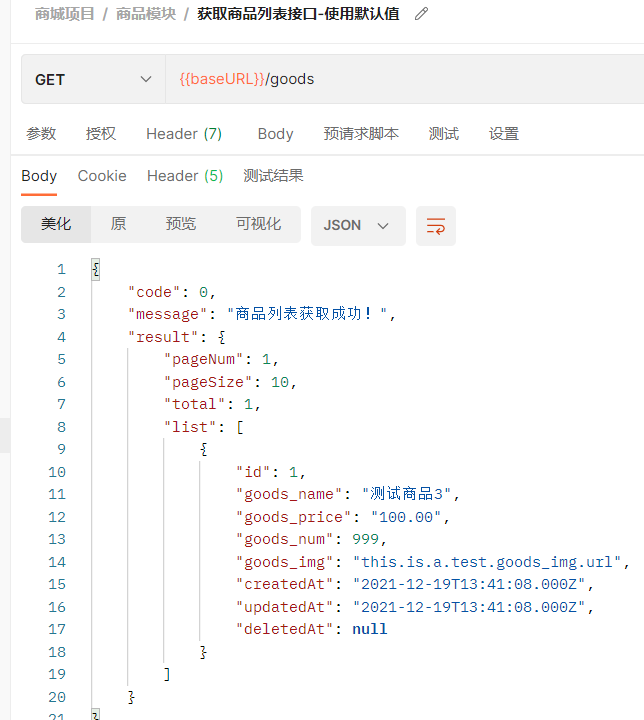 商城项目 / 商品模块 / 获取商品列表接口-使用默认值
GET {{baseURL}}/goods
参数 授权 Header (7) Body 预请求脚本 测试 设置
Body Cookie Header (5) 测试结果
美化 原 预览 可视化 JSON
1 {
2 "code": 0,
3 "message": "商品列表获取成功！",
4 "result": {
5 "pageNum": 1,
6 "pageSize": 10,
7 "total": 1,
8 "list": [
9 {
10 "id": 1,
11 "goods_name": "测试商品3",
12 "goods_price": "100.00",
13 "goods_num": 999,
14 "goods_img": "this.is.a.test.goods_img.url",
15 "createdAt": "2021-12-19T13:41:08.000Z",
16 "updatedAt": "2021-12-19T13:41:08.000Z",
17 "deletedAt": null
18 }
19 ]
20 }
21 }